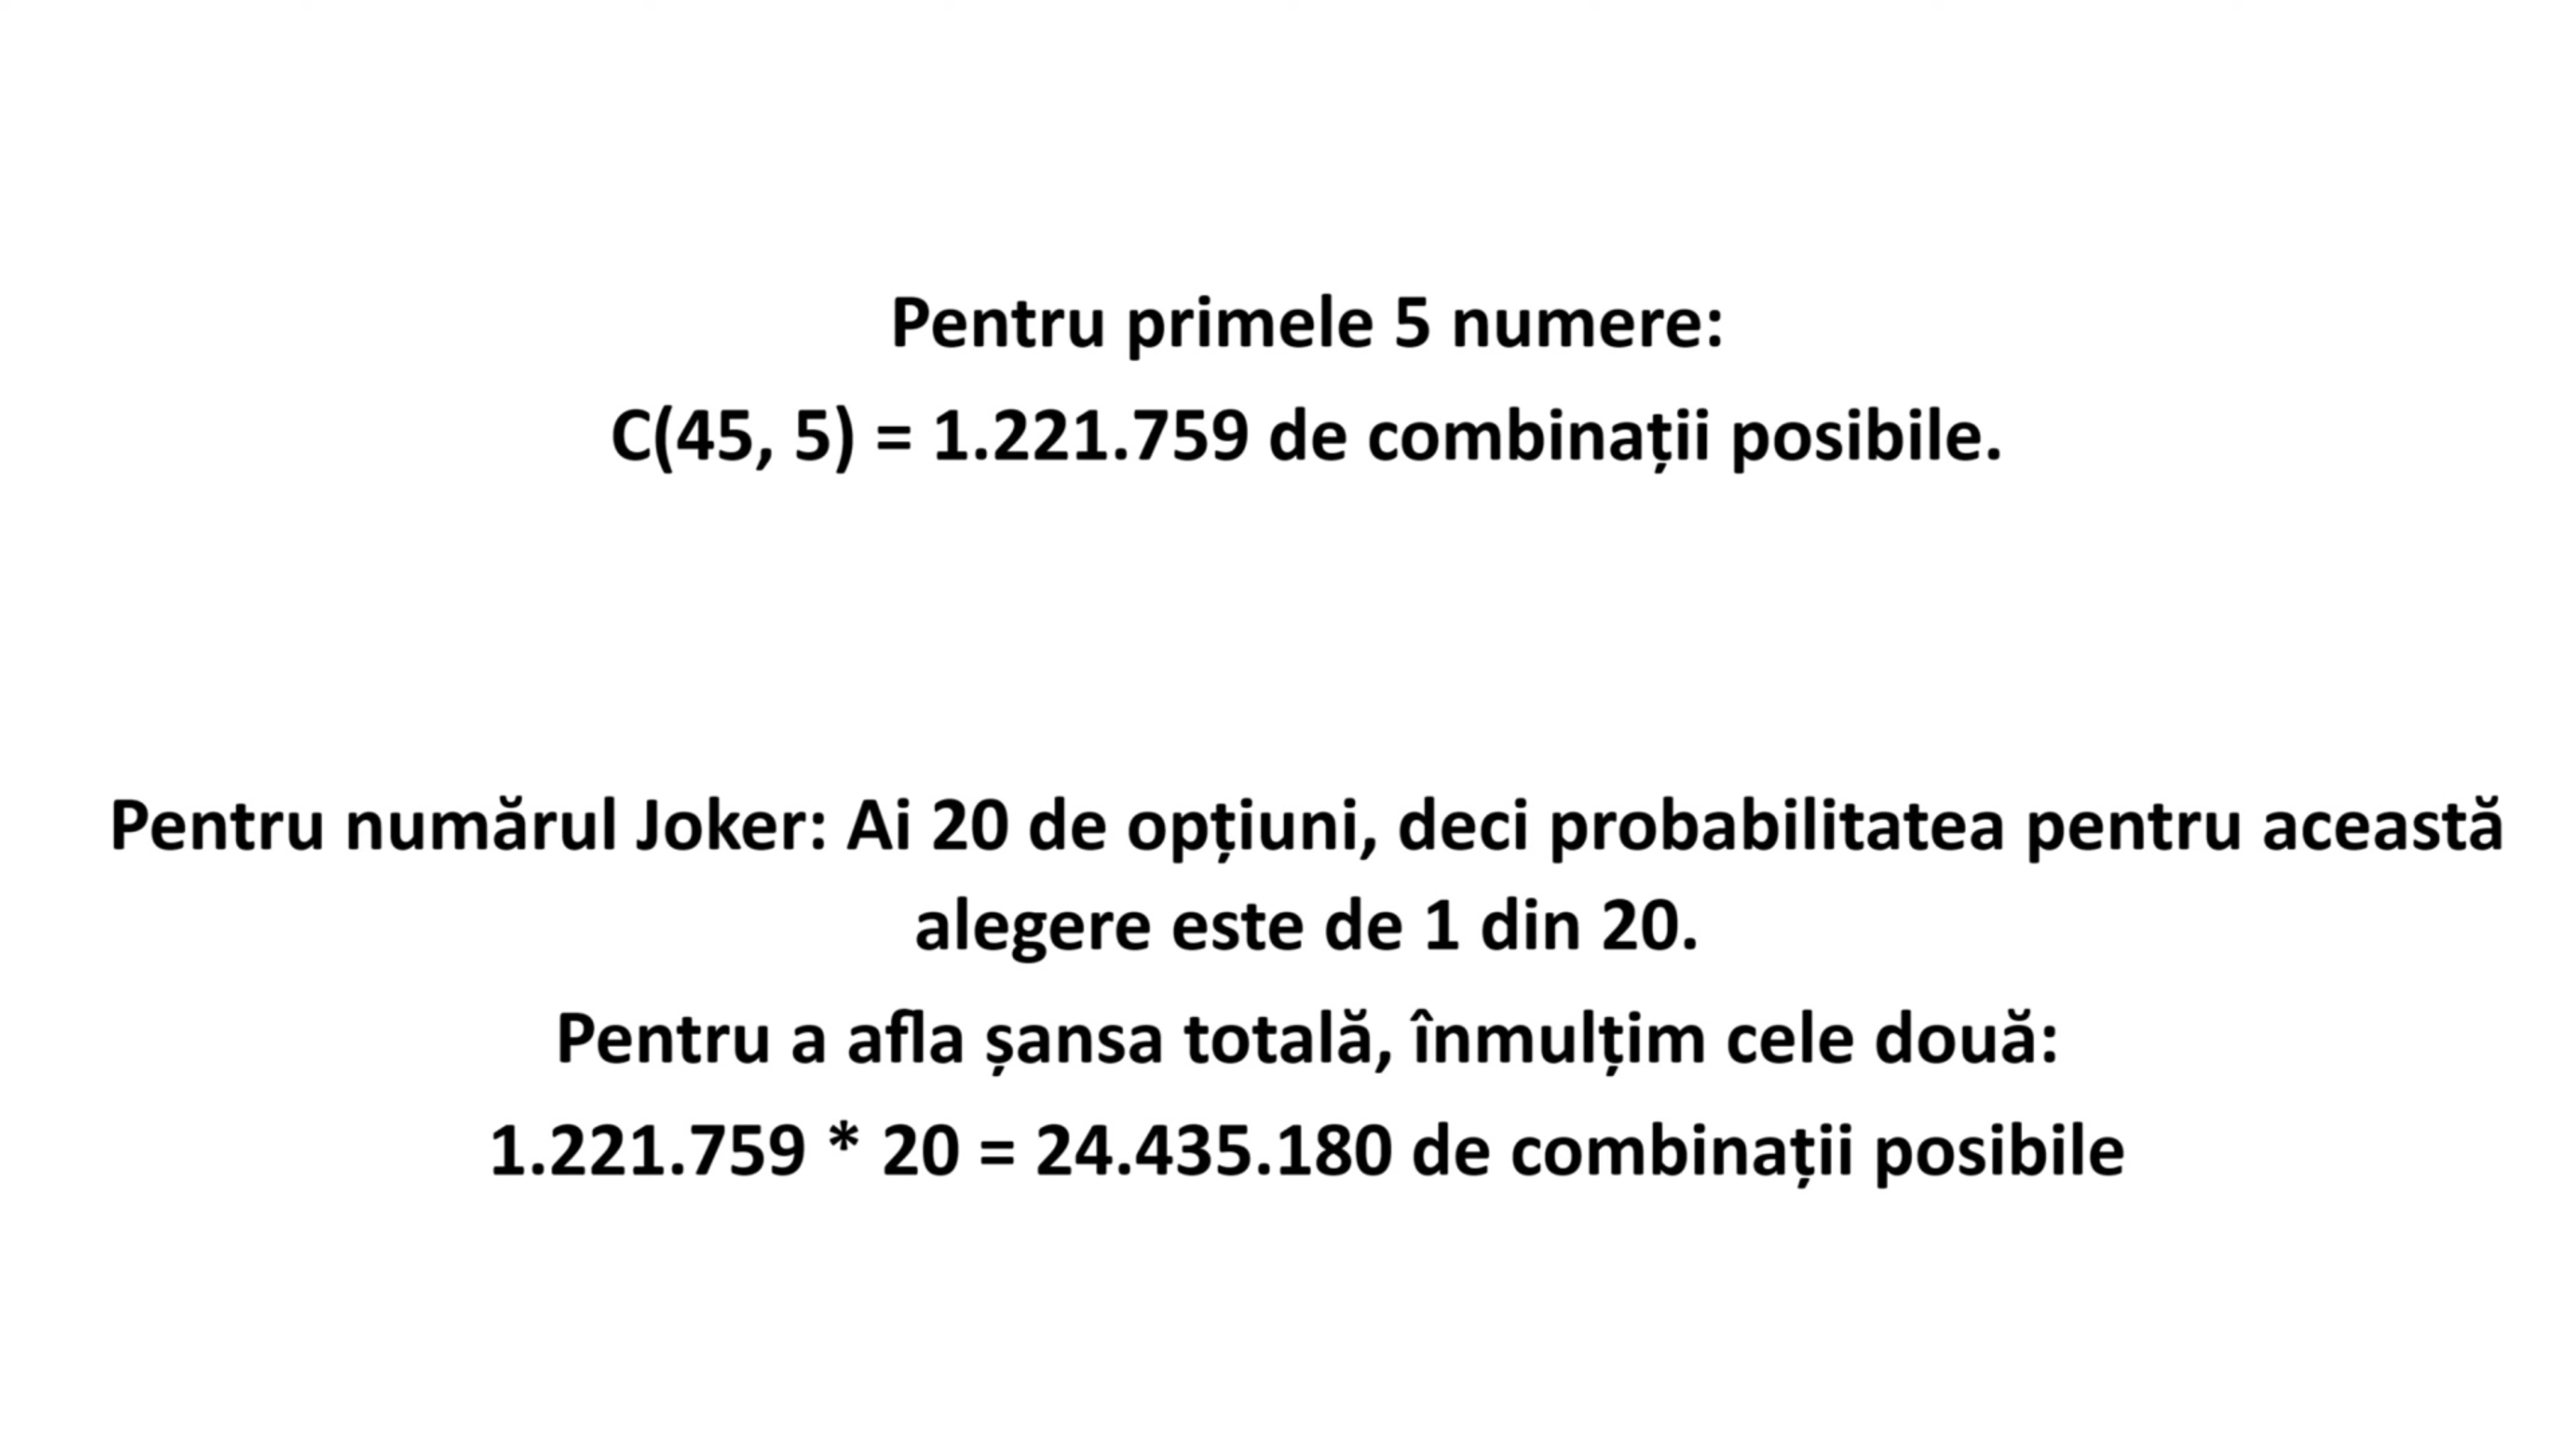 Pentru primele 5 numere:
C(45, 5) = 1.221.759 de combinații posibile.
Pentru numărul Joker: Ai 20 de opțiuni, deci probabilitatea pentru această
alegere este de 1 din 20.
Pentru a afla șansa totală, înmulțim cele două:
1.221.759 * 20 = 24.435.180 de combinații posibile